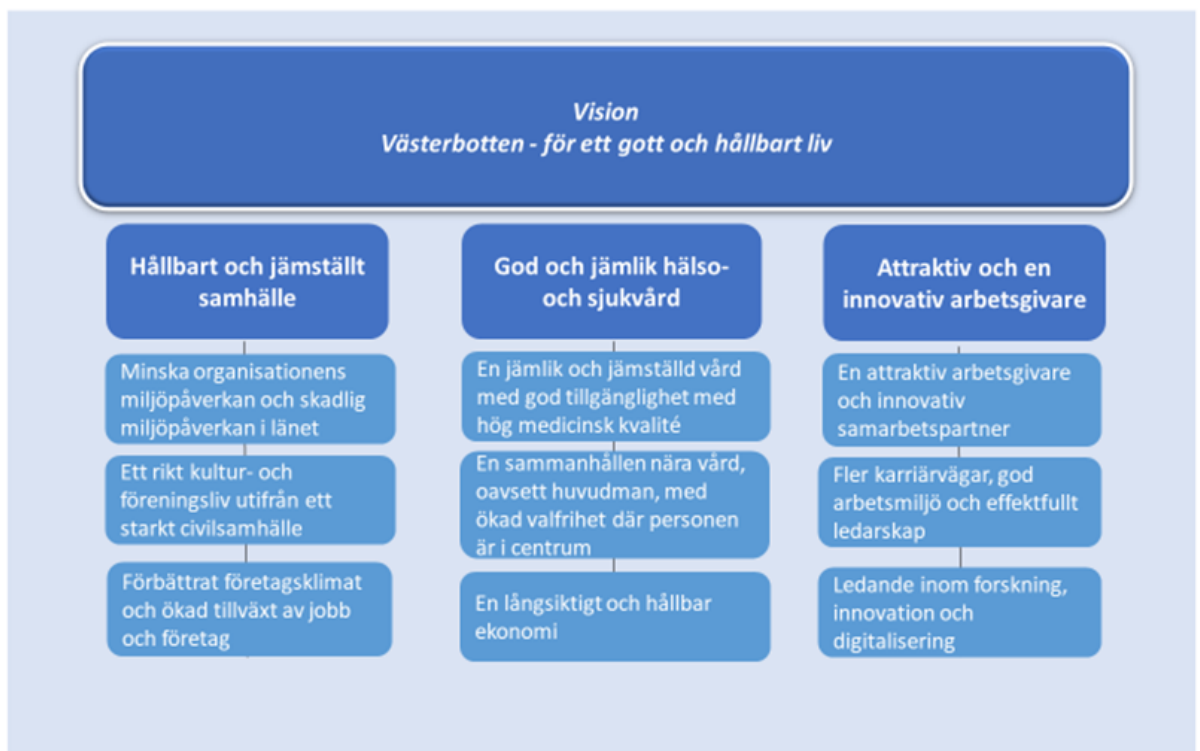 Vision
Västerbotten - för ett gott och hållbart liv
Hållbart och jämställt
samhälle
Minska organisationens
miljöpåverkan och skadlig
miljöpåverkan i länet
Ett rikt kultur- och
föreningsliv utifrån ett
starkt civilsamhälle
Förbättrat företagsklimat
och ökad tillväxt av jobb
och företag
God och jämlik hälso-
och sjukvård
En jämlik och jämställd vård
med god tillgänglighet med
hög medicinsk kvalité
En sammanhållen nära vård,
oavsett huvudman, med
ökad valfrihet där personen
är i centrum
En långsiktigt och hållbar
ekonomi
Attraktiv och en
innovativ arbetsgivare
En attraktiv arbetsgivare
och innovativ
samarbetspartner
Fler karriärvägar, god
arbetsmiljö och effektfullt
ledarskap
Ledande inom forskning,
innovation och
digitalisering